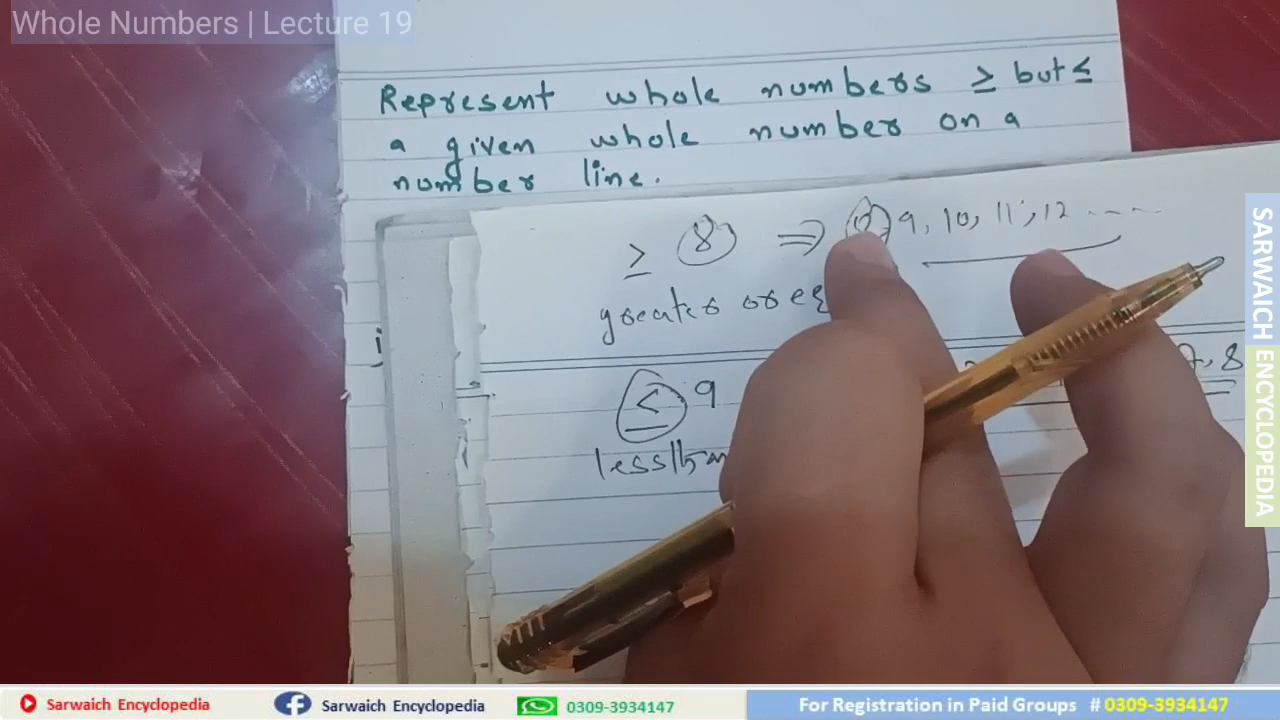 Whole Numbers | Lecture 19
Represent whole numbers ≥ but ≤
a given whole number on a
number line.
≥ 8 ⇒ 9, 10, 11, 12 ......
greater or eq
≤ 9 7, 8
less
SARWAICH ENCYCLOPEDIA
Sarwaich Encyclopedia
Sarwaich Encyclopedia
0309-3934147
For Registration in Paid Groups # 0309-3934147